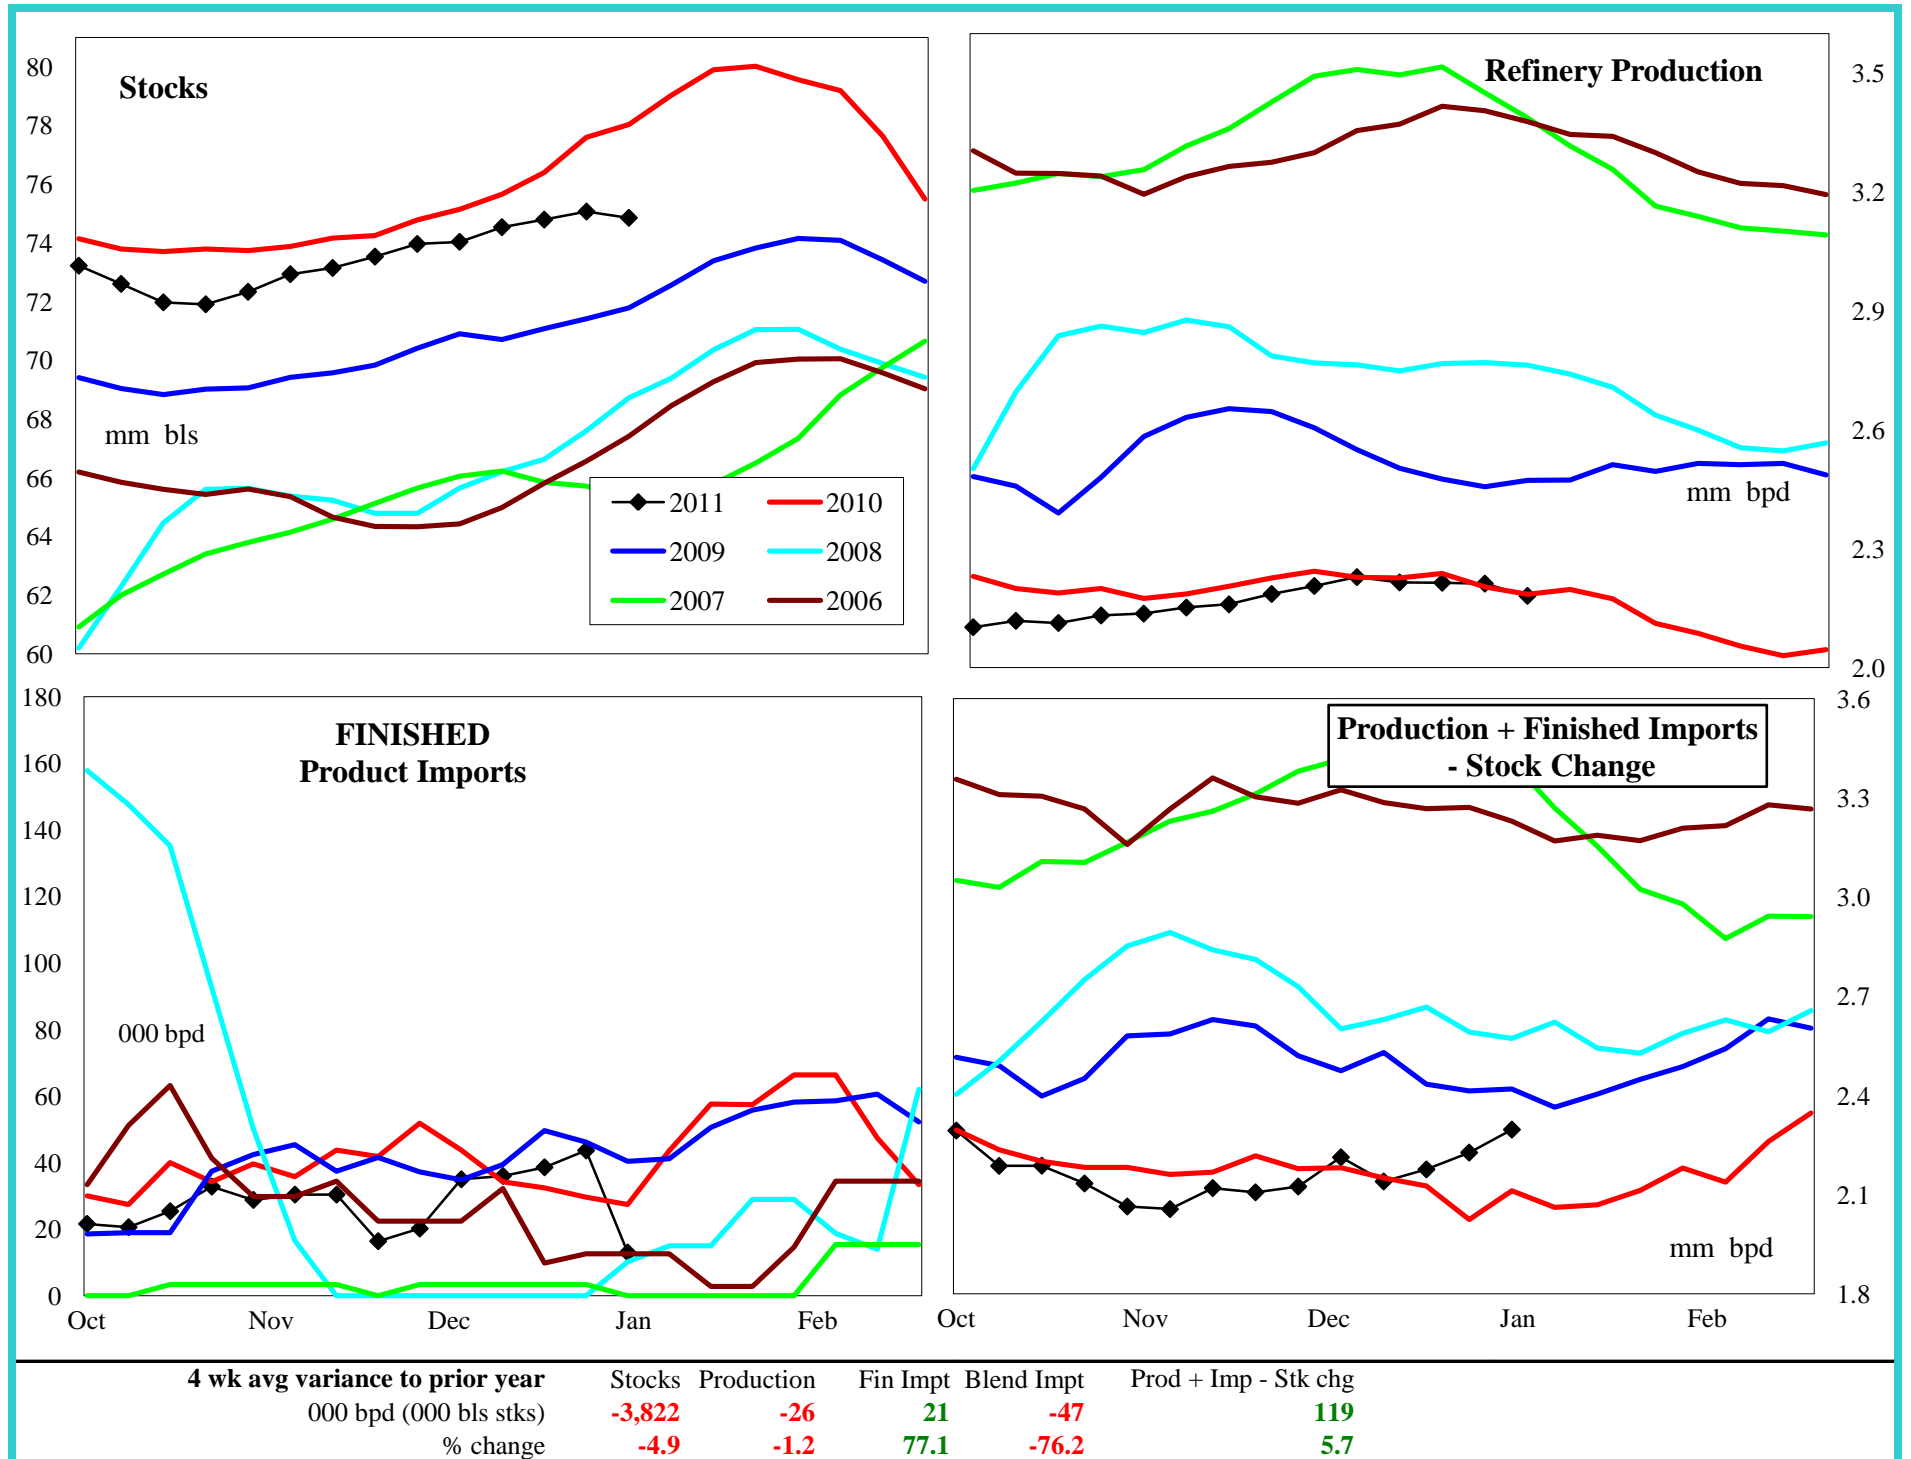 Stocks
80
78
76
74
72
70
68
66
64
62
60
mm bls
2011
2010
2009
2008
2007
2006
Refinery Production
3.5
3.2
2.9
2.6
2.3
2.0
mm bpd
FINISHED
Product Imports
180
160
140
120
100
80
60
40
20
0
000 bpd
Oct Nov Dec Jan Feb
Production + Finished Imports
- Stock Change
3.6
3.3
3.0
2.7
2.4
2.1
1.8
mm bpd
Oct Nov Dec Jan Feb
4 wk avg variance to prior year Stocks Production Fin Impt Blend Impt Prod + Imp - Stk chg
000 bpd (000 bls stks) -3,822 -26 21 -47 119
% change -4.9 -1.2 77.1 -76.2 5.7